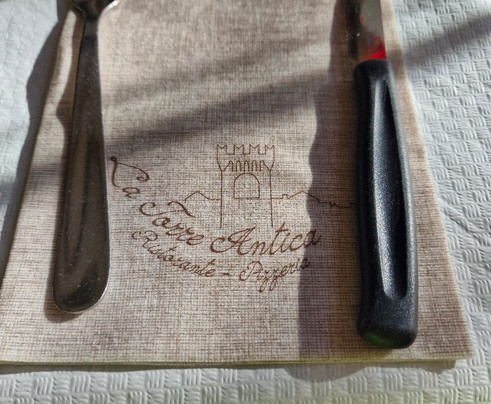 La Torre Antica
Ristorante - Pizzeria